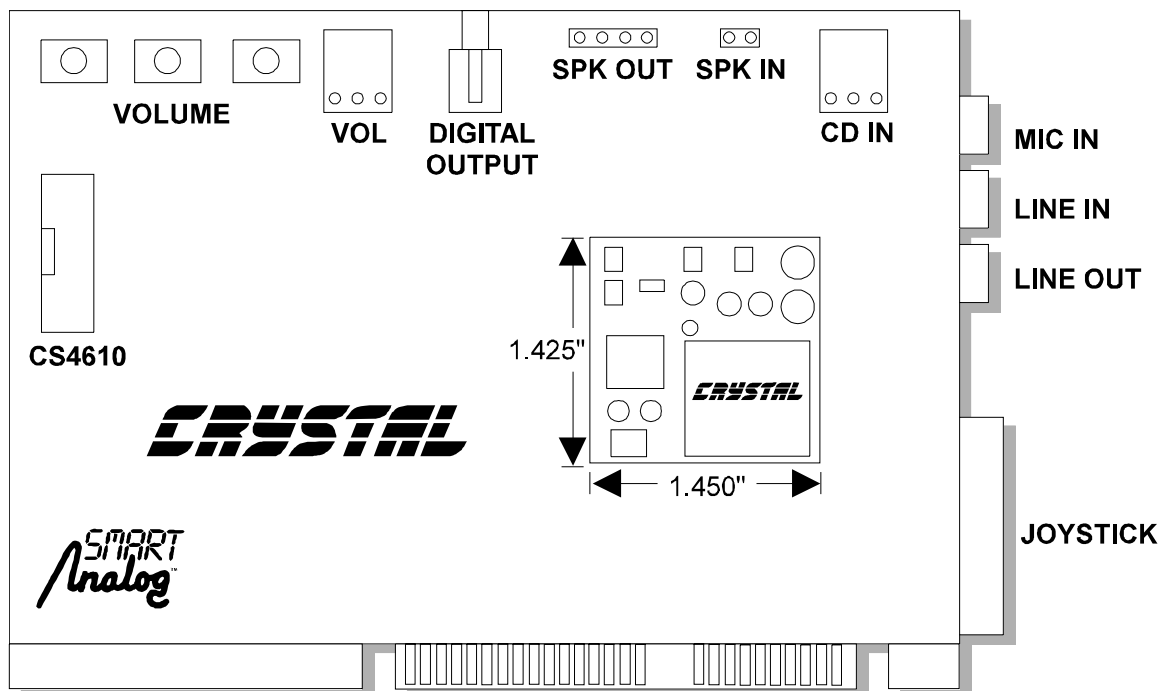 VOLUME
VOL
DIGITAL
OUTPUT
SPK OUT
SPK IN
CD IN
MIC IN
LINE IN
LINE OUT
CS4610
1.425"
CRYSTAL
1.450"
CRYSTAL
JOYSTICK
SMART
Analog™